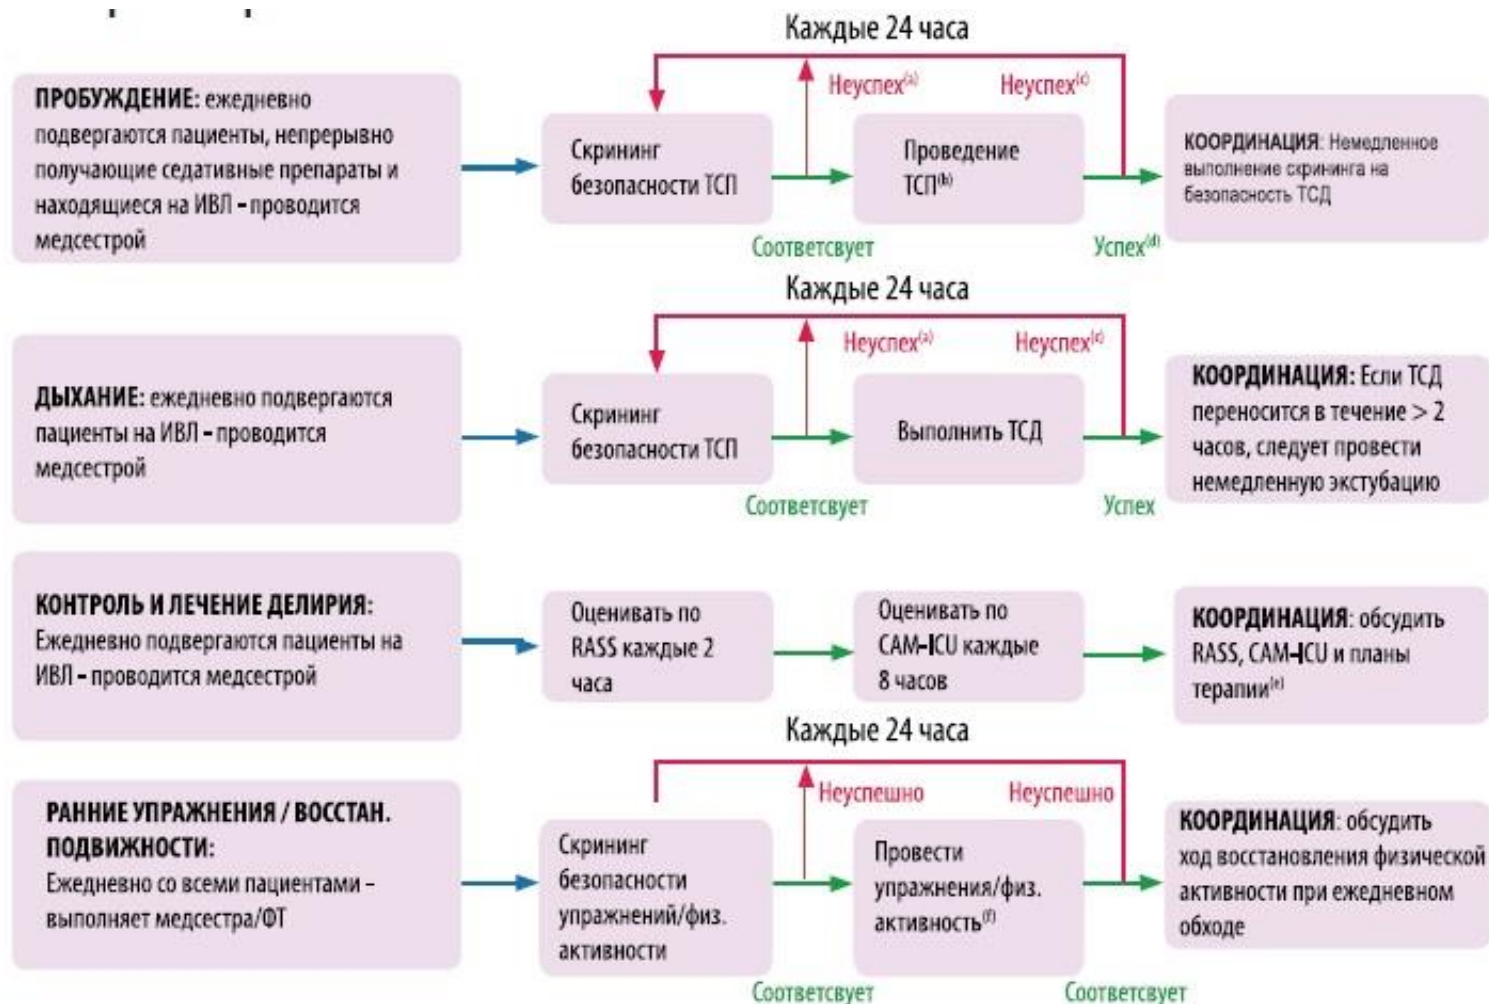 Каждые 24 часа
ПРОБУЖДЕНИЕ: ежедневно
подвергаются пациенты, непрерывно
получающие седативные препараты и
находящиеся на ИВЛ – проводится
медсестрой
Скрининг
безопасности ТСП
Неуспех(a)
Соответсвует
Проведение
ТСП(b)
Неуспех(c)
Успех(d)
КООРДИНАЦИЯ: Немедленное
выполнение скрининга на
безопасность ТСД
Каждые 24 часа
ДЫХАНИЕ: ежедневно подвергаются
пациенты на ИВЛ – проводится
медсестрой
Скрининг
безопасности ТСП
Неуспех(a)
Соответсвует
Выполнить ТСД
Неуспех(c)
Успех
КООРДИНАЦИЯ: Если ТСД
переносится в течение > 2
часов, следует провести
немедленную экстубацию
КОНТРОЛЬ И ЛЕЧЕНИЕ ДЕЛИРИЯ:
Ежедневно подвергаются пациенты на
ИВЛ – проводится медсестрой
Оценивать по
RASS каждые 2
часа
Оценивать по
CAM-ICU каждые
8 часов
КООРДИНАЦИЯ: обсудить
RASS, CAM-ICU и планы
терапии(e)
Каждые 24 часа
РАННИЕ УПРАЖНЕНИЯ / ВОССТАН.
ПОДВИЖНОСТИ:
Ежедневно со всеми пациентами –
выполняет медсестра/ФТ
Скрининг
безопасности
упражнений/физ.
активности
Неуспешно
Соответсвует
Провести
упражнения/физ.
активность(f)
Неуспешно
Соответсвует
КООРДИНАЦИЯ: обсудить
ход восстановления физической
активности при ежедневном
обходе